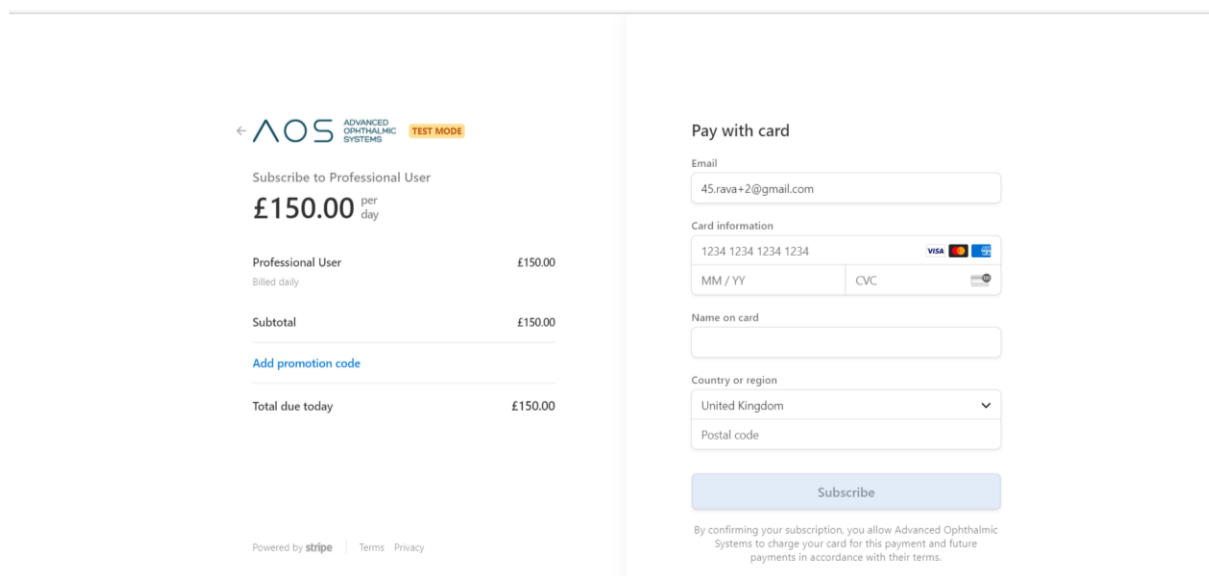 AOS ADVANCED
OPHTHALMIC
SYSTEMS
TEST MODE
Subscribe to Professional User
£150.00 per
day
Professional User £150.00
Billed daily
Subtotal £150.00
Add promotion code
Total due today £150.00
Powered by stripe Terms Privacy
Pay with card
Email
45.rava+2@gmail.com
Card information
1234 1234 1234 1234 VISA
MM / YY CVC
Name on card
Country or region
United Kingdom
Postal code
Subscribe
By confirming your subscription, you allow Advanced Ophthalmic
Systems to charge your card for this payment and future
payments in accordance with their terms.